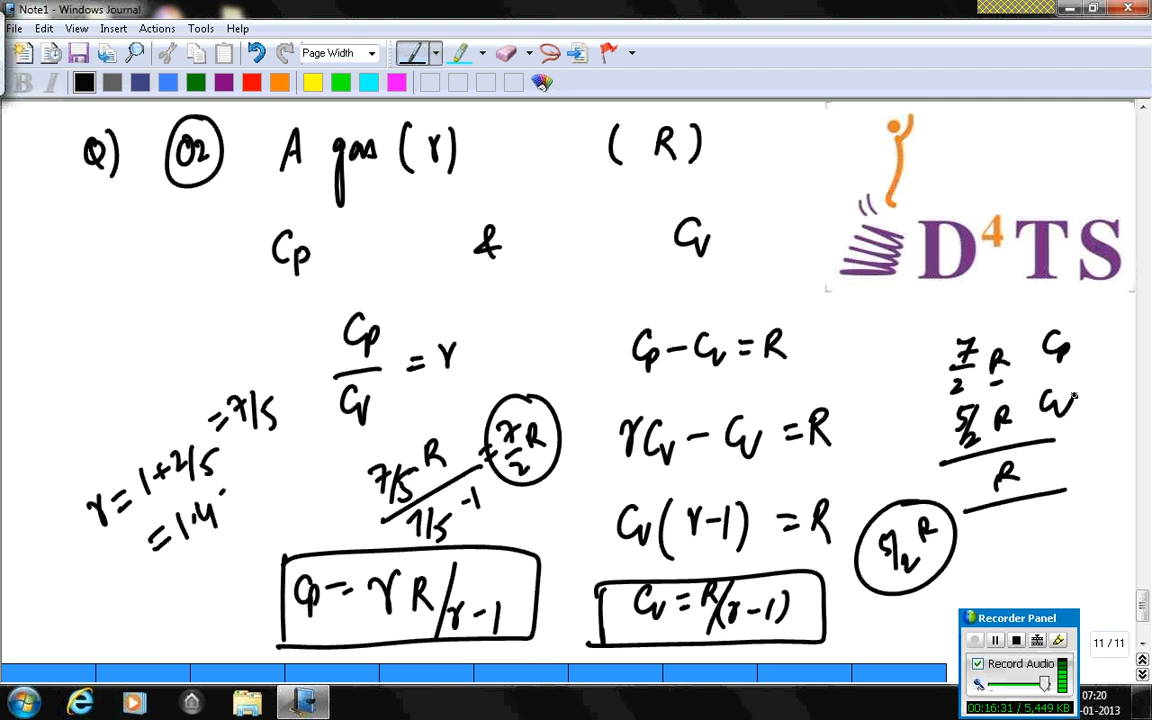 Note1 - Windows Journal
File Edit View Insert Actions Tools Help
Page Width
B I
Q) O2 A gas (γ) ( R )
Cp & Cv
D4TS
Cp/Cv = γ
Cp - Cv = R
γCv - Cv = R
Cv(γ-1) = R
Cv = R/(γ-1)
γ = 1+2/5 = 7/5
= 1.4
7/5 R / 7/5 -1 = 7/2 R
Cp = γR/γ-1
7/2 R Cp
5/2 R Cv
R
5/2 R
11 / 11
Recorder Panel
Record Audio
00:16:31 / 5,449 KB
07:20
-01-2013